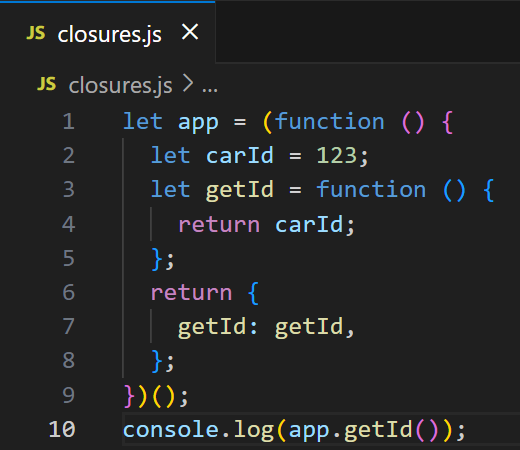 JS closures.js ×
JS closures.js > ...
1 let app = (function () {
2   let carId = 123;
3   let getId = function () {
4     return carId;
5   };
6   return {
7     getId: getId,
8   };
9 })();
10 console.log(app.getId());